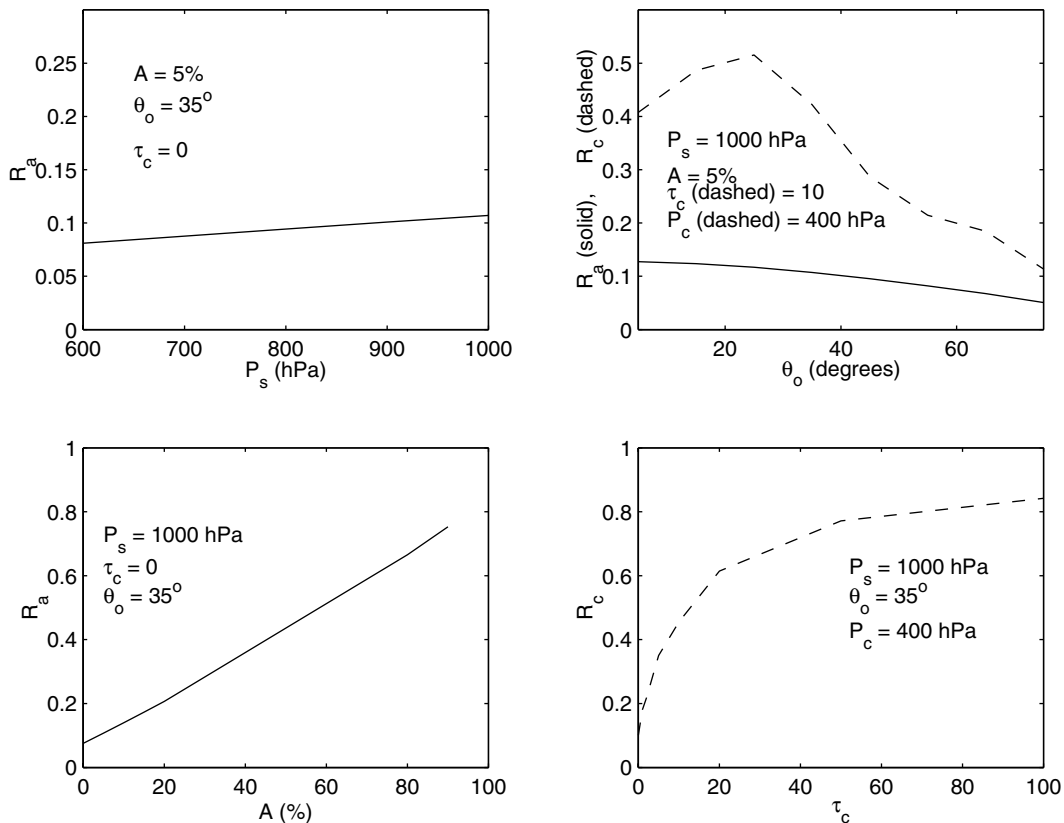 0.25
0.2
0.15
0.1
0.05
0
R_a
A = 5%
θ_o = 35°
τ_c = 0
600 700 800 900 1000
P_s (hPa)
0.5
0.4
0.3
0.2
0.1
0
R_a (solid), R_c (dashed)
P_s = 1000 hPa
A = 5%
τ_c (dashed) = 10
P_c (dashed) = 400 hPa
20 40 60
θ_o (degrees)
1
0.8
0.6
0.4
0.2
0
R_a
P_s = 1000 hPa
τ_c = 0
θ_o = 35°
0 20 40 60 80 100
A (%)
1
0.8
0.6
0.4
0.2
0
R_c
P_s = 1000 hPa
θ_o = 35°
P_c = 400 hPa
0 20 40 60 80 100
τ_c